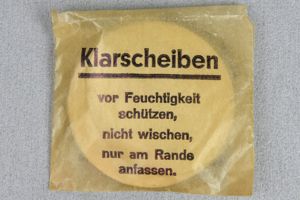 Klarscheiben
vor Feuchtigkeit
schützen,
nicht wischen,
nur am Rande
anfassen.